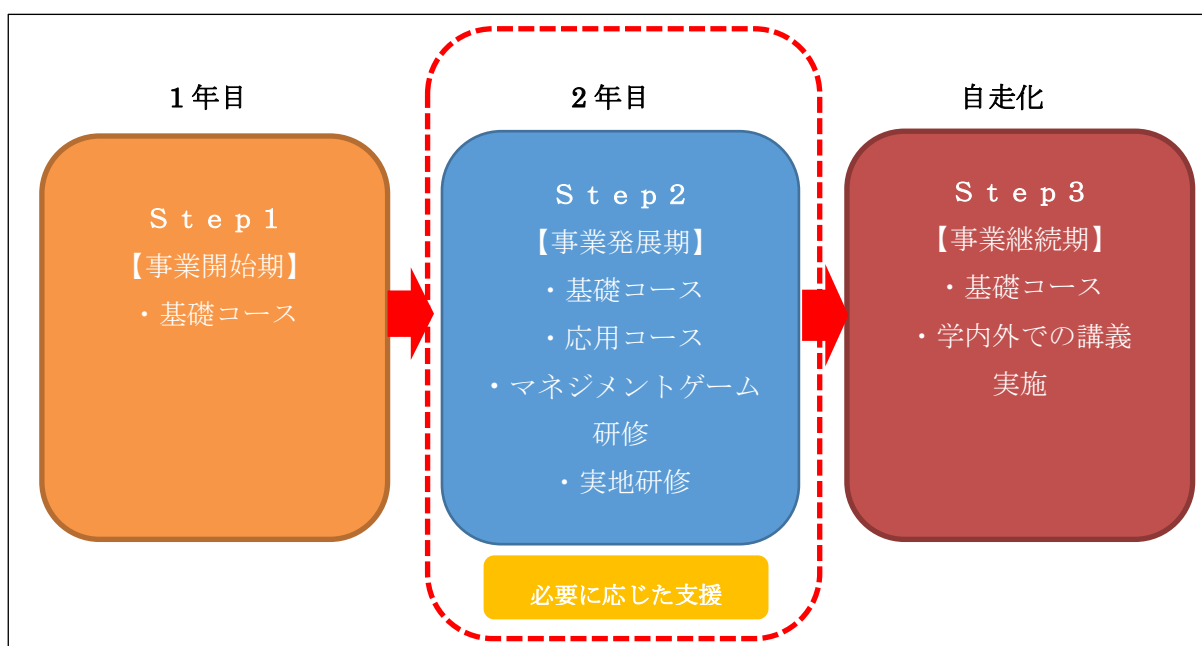 １年目
Ｓｔｅｐ１
【事業開始期】
・基礎コース
２年目
Ｓｔｅｐ２
【事業発展期】
・基礎コース
・応用コース
・マネジメントゲーム
研修
・実地研修
必要に応じた支援
自走化
Ｓｔｅｐ３
【事業継続期】
・基礎コース
・学内外での講義
実施